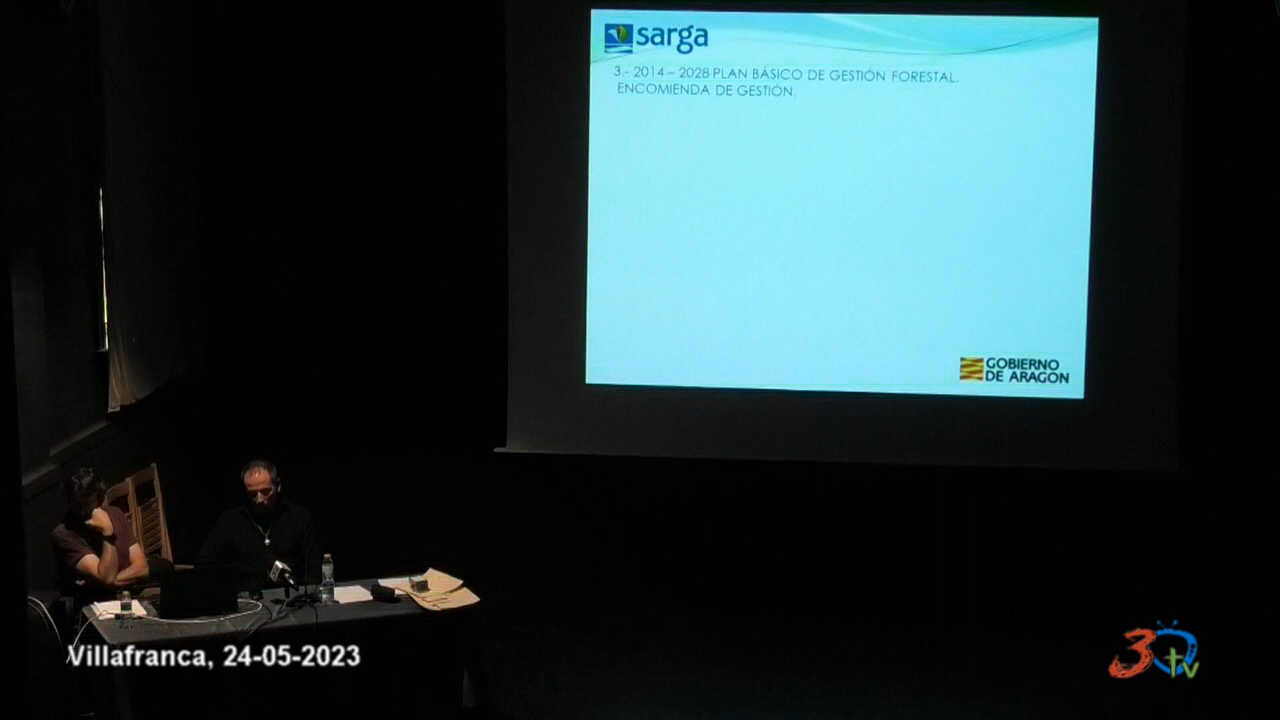 sarga
3.- 2014 – 2028 PLAN BÁSICO DE GESTIÓN FORESTAL.
ENCOMIENDA DE GESTIÓN.
GOBIERNO
DE ARAGON
Villafranca, 24-05-2023
3 tv